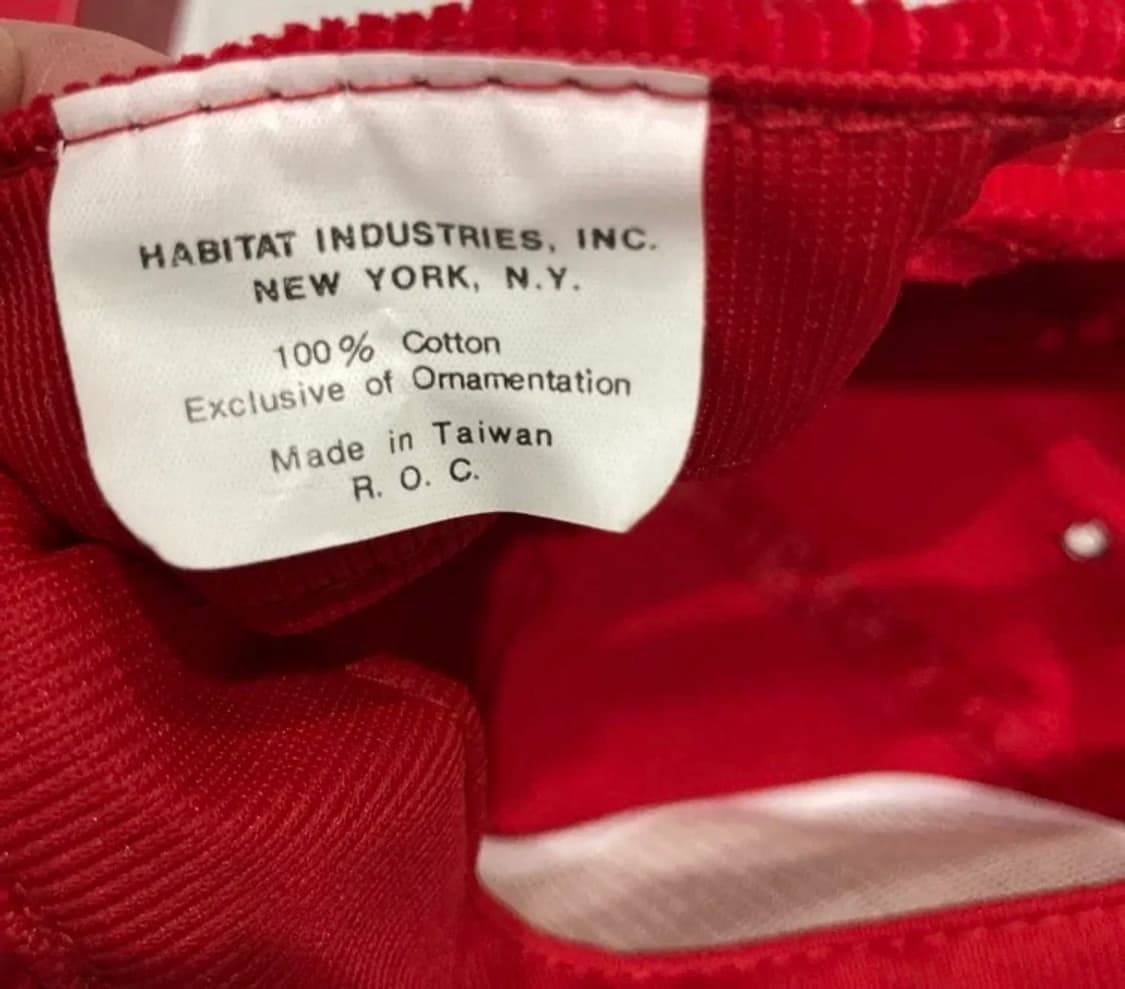 HABITAT INDUSTRIES, INC.
NEW YORK, N.Y.
100% Cotton
Exclusive of Ornamentation
Made in Taiwan
R. O. C.